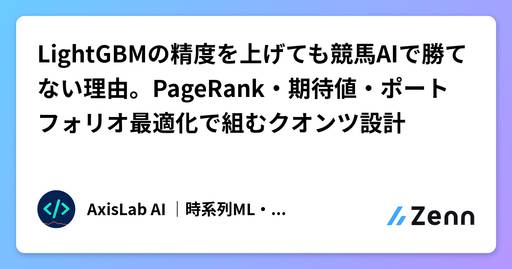 LightGBMの精度を上げても競馬AIで勝て
ない理由。PageRank・期待値・ポート
フォリオ最適化で組むクオンツ設計
AxisLab AI ｜時系列ML・...
Zenn